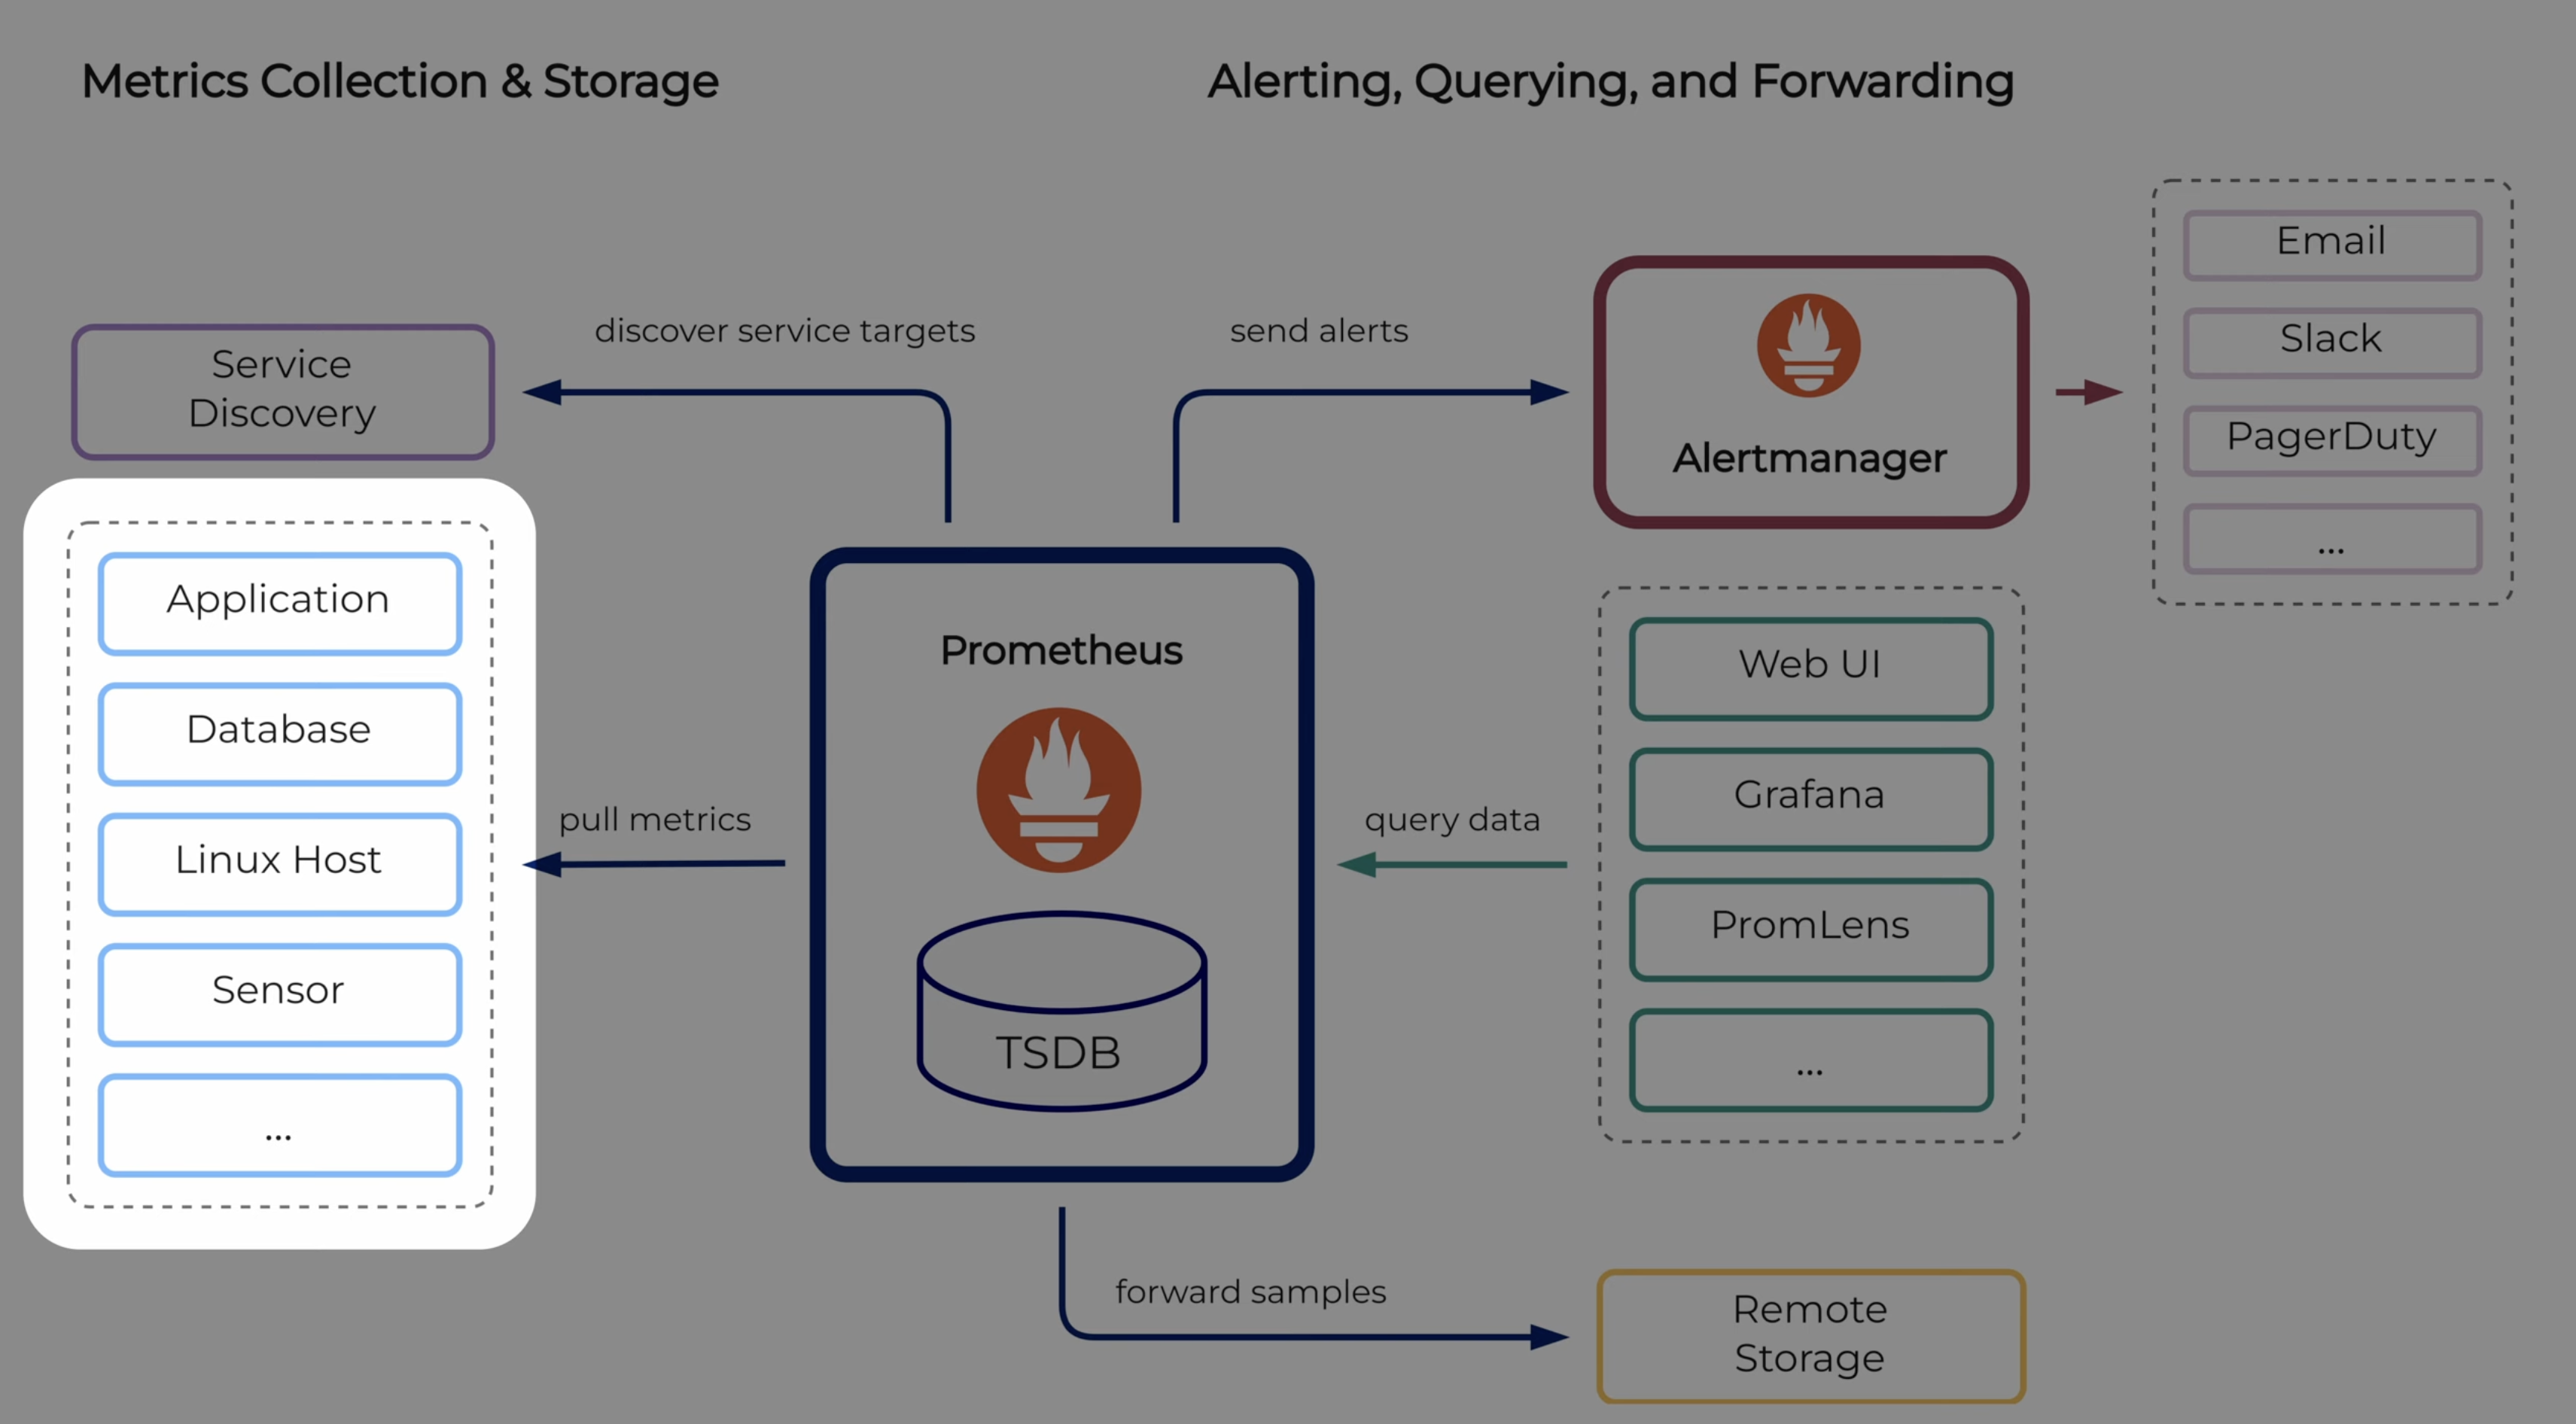 Metrics Collection & Storage
Alerting, Querying, and Forwarding
Service
Discovery
discover service targets
send alerts
Alertmanager
Email
Slack
PagerDuty
...
Application
Database
Linux Host
Sensor
...
pull metrics
Prometheus
TSDB
query data
Web UI
Grafana
PromLens
...
forward samples
Remote
Storage